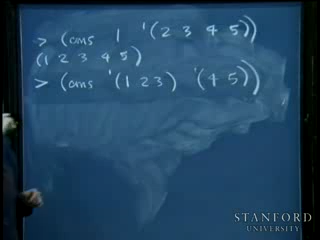 > (cons 1 '(2 3 4 5))
(1 2 3 4 5)
> (cons '(1 2 3) '(4 5))
STANFORD
UNIVERSITY